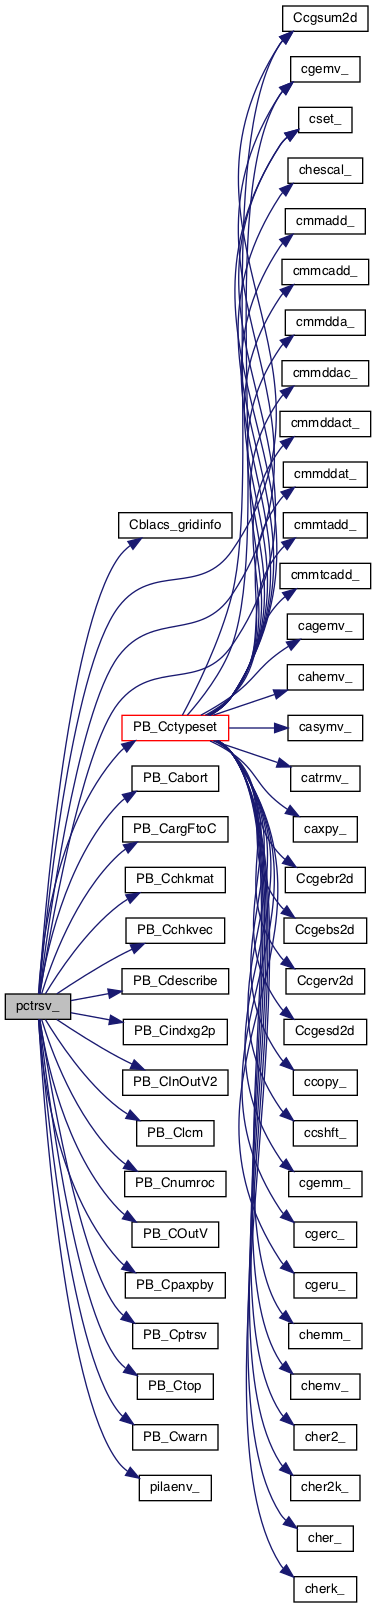 Ccgsum2d
cgemv_
cset_
chescal_
cmmadd_
cmmcadd_
cmmdda_
cmmddac_
cmmddact_
cmmddat_
Cblacs_gridinfo
cmmtadd_
cmmtcadd_
cagemv_
cahemv_
PB_Cctypeset
casymv_
PB_Cabort
catrmv_
PB_CargFtoC
caxpy_
PB_Cchkmat
Ccgebr2d
PB_Cchkvec
Ccgebs2d
PB_Cdescribe
Ccgerv2d
pctrsv_
PB_Cindxg2p
Ccgesd2d
PB_CInOutV2
ccopy_
PB_Clcm
ccshft_
PB_Cnumroc
cgemm_
PB_COutV
cgerc_
PB_Cpaxpby
cgeru_
PB_Cptrsv
chemm_
PB_Ctop
chemv_
PB_Cwarn
cher2_
pilaenv_
cher2k_
cher_
cherk_